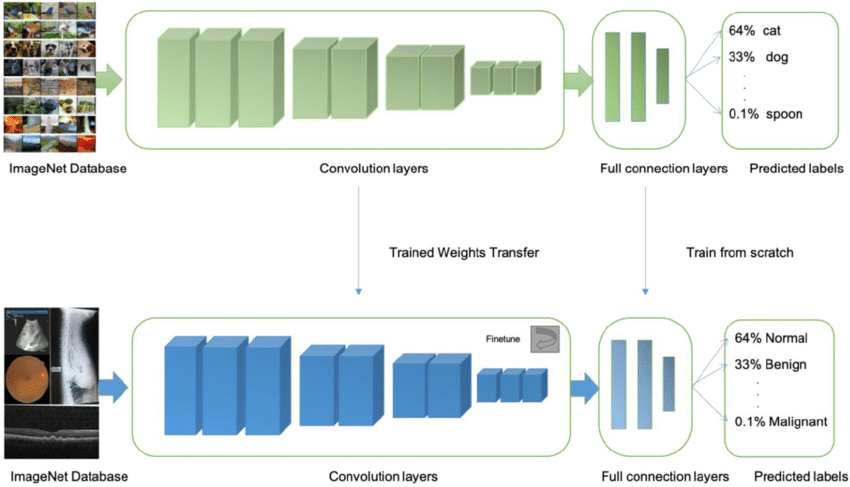 64% cat
33% dog
.
.
.
0.1% spoon
ImageNet Database
Convolution layers
Full connection layers
Predicted labels
Trained Weights Transfer
Train from scratch
Finetune
64% Normal
33% Benign
.
.
.
0.1% Malignant
ImageNet Database
Convolution layers
Full connection layers
Predicted labels